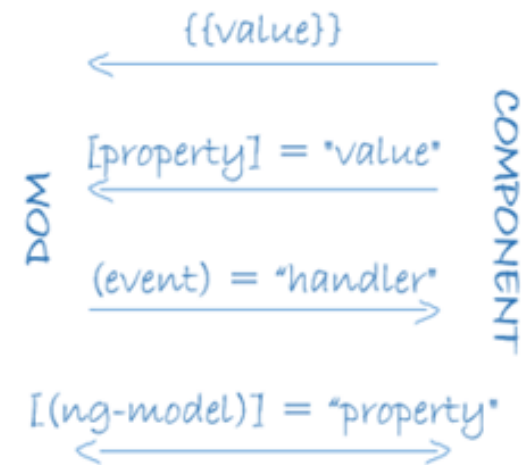 {{value}}
[property] = "value"
DOM
COMPONENT
(event) = "handler"
[(ng-model)] = "property"